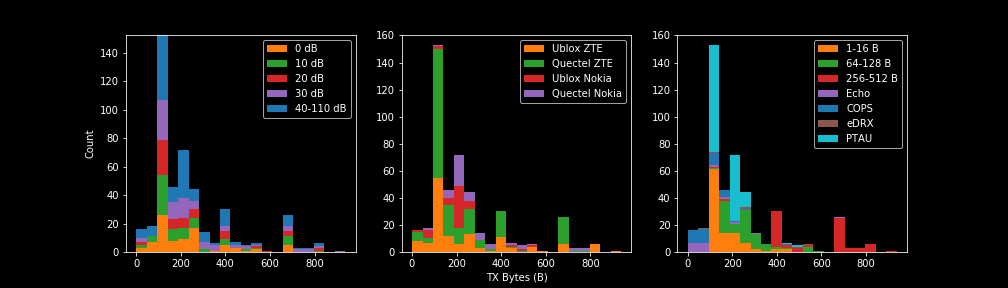 0 dB
10 dB
20 dB
30 dB
40-110 dB
Count
140
120
100
80
60
40
20
0
0 200 400 600 800
Ublox ZTE
Quectel ZTE
Ublox Nokia
Quectel Nokia
160
140
120
100
80
60
40
20
0
0 200 400 600 800
TX Bytes (B)
1-16 B
64-128 B
256-512 B
Echo
COPS
eDRX
PTAU
160
140
120
100
80
60
40
20
0
0 200 400 600 800